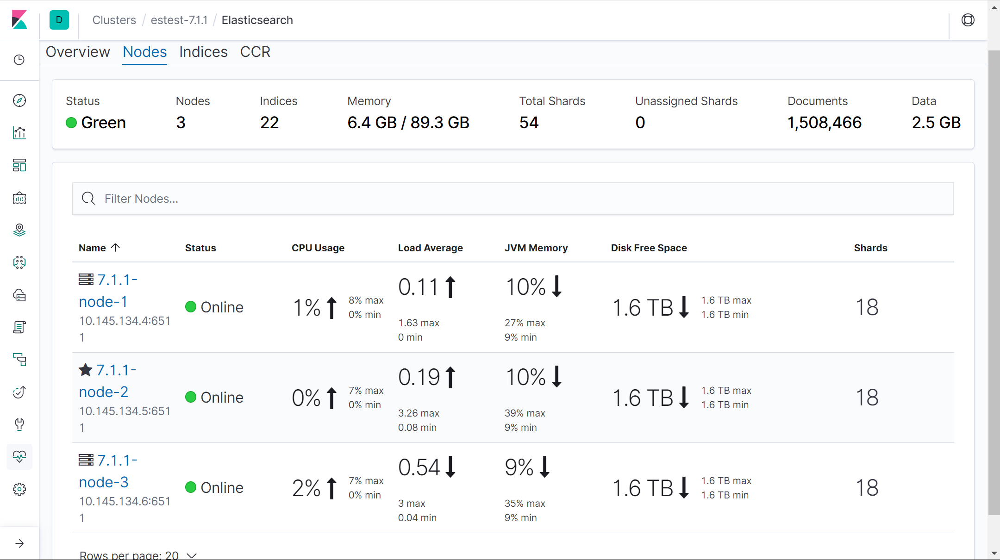 D
Clusters / estest-7.1.1 / Elasticsearch
Overview Nodes Indices CCR
Status Nodes Indices Memory Total Shards Unassigned Shards Documents Data
Green 3 22 6.4 GB / 89.3 GB 54 0 1,508,466 2.5 GB
Filter Nodes...
Name Status CPU Usage Load Average JVM Memory Disk Free Space Shards
7.1.1-
node-1
10.145.134.4:651
1
Online
1%
8% max
0% min
0.11
1.63 max
0 min
10%
27% max
9% min
1.6 TB
1.6 TB max
1.6 TB min
18
7.1.1-
node-2
10.145.134.5:651
1
Online
0%
7% max
0% min
0.19
3.26 max
0.08 min
10%
39% max
9% min
1.6 TB
1.6 TB max
1.6 TB min
18
7.1.1-
node-3
10.145.134.6:651
1
Online
2%
7% max
0% min
0.54
3 max
0.04 min
9%
35% max
9% min
1.6 TB
1.6 TB max
1.6 TB min
18
Rows per page: 20